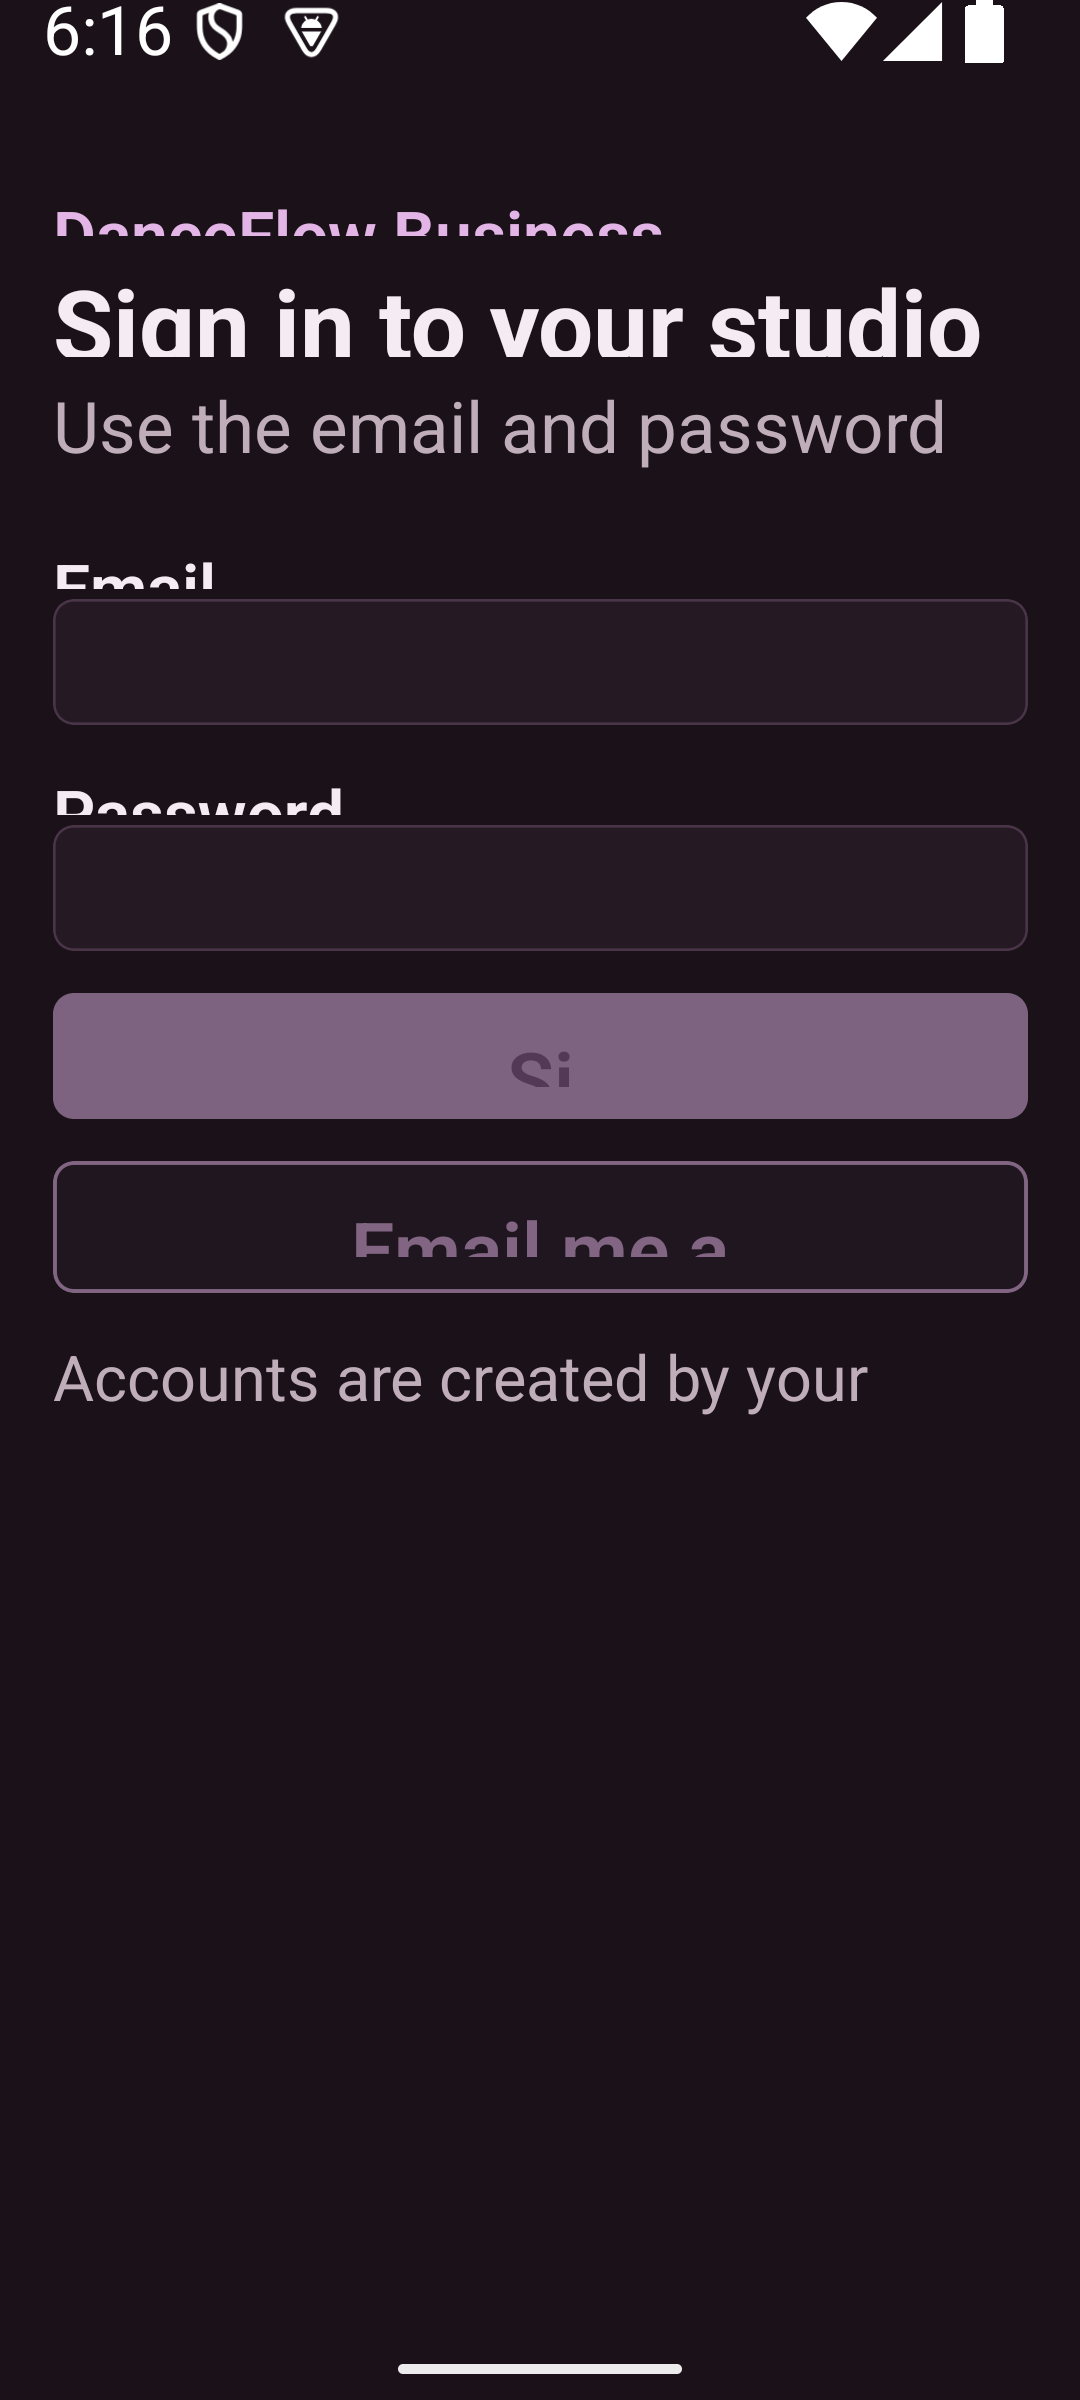 6:16
DanceFlow Business
Sign in to your studio
Use the email and password
Email
Password
Si
Email me a
Accounts are created by your